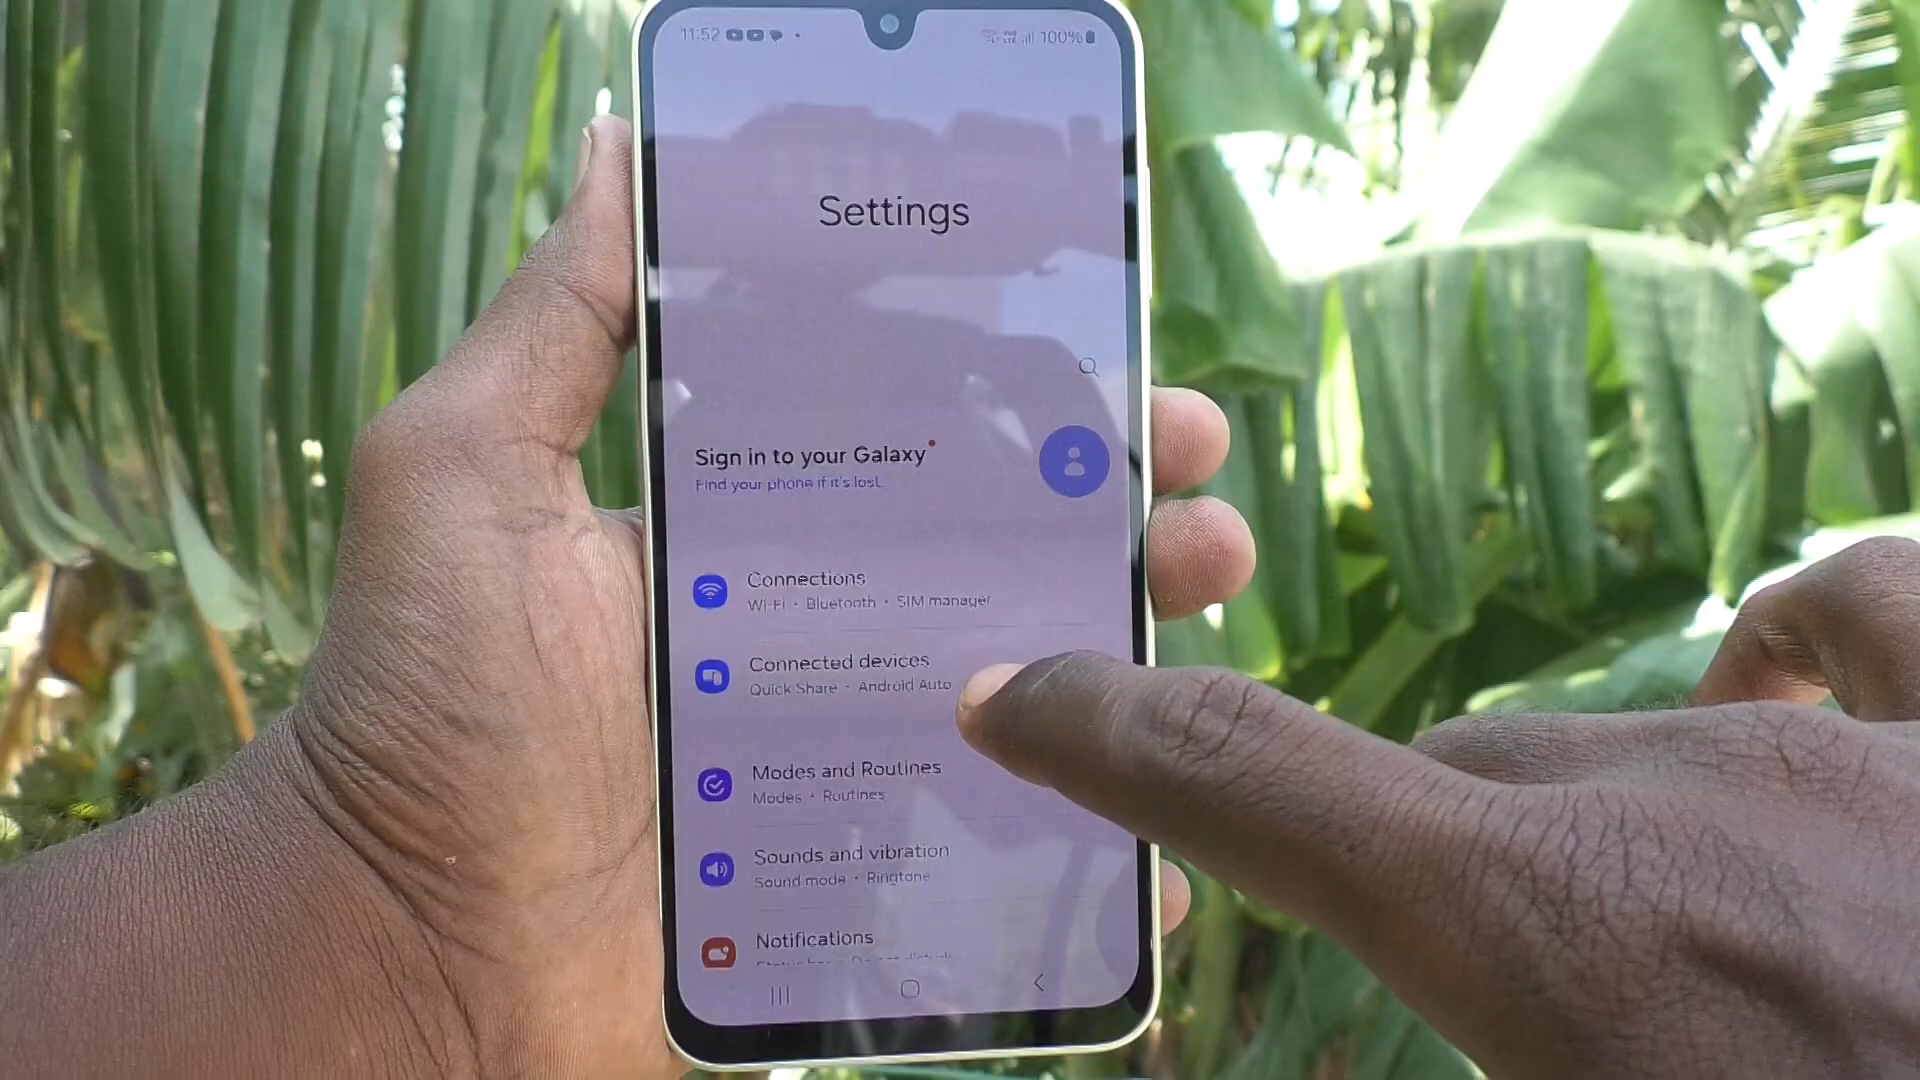 11:52
100%
Settings
Sign in to your Galaxy
Find your phone if it's lost.
Connections
Wi-Fi • Bluetooth • SIM manager
Connected devices
Quick Share • Android Auto
Modes and Routines
Modes • Routines
Sounds and vibration
Sound mode • Ringtone
Notifications